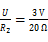 U/R₂ = 3 V/20 Ω